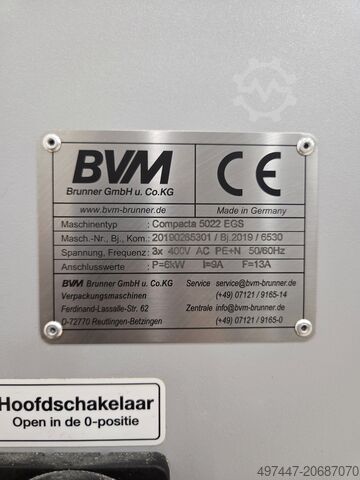 BVM
CE
Brunner GmbH u. Co.KG
www.bvm-brunner.de
Made in Germany
Maschinentyp: Compacta 5022 EGS
Masch.-Nr., Bj., Kom.: 20190265301 / Bj.2019 / 6530
Spannung, Frequenz: 3x 400V AC PE+N 50/60Hz
Anschlusswerte: P=6kW I=9A F=13A
BVM Brunner GmbH u. Co.KG Service service@bvm-brunner.de
Verpackungsmaschinen (+49) 07121 / 9165-14
Ferdinand-Lassalle-Str. 62 Zentrale info@bvm-brunner.de
D-72770 Reutlingen-Betzingen (+49) 07121 / 9165-0
Hoofdschakelaar
Open in de 0-positie
497447-20687070